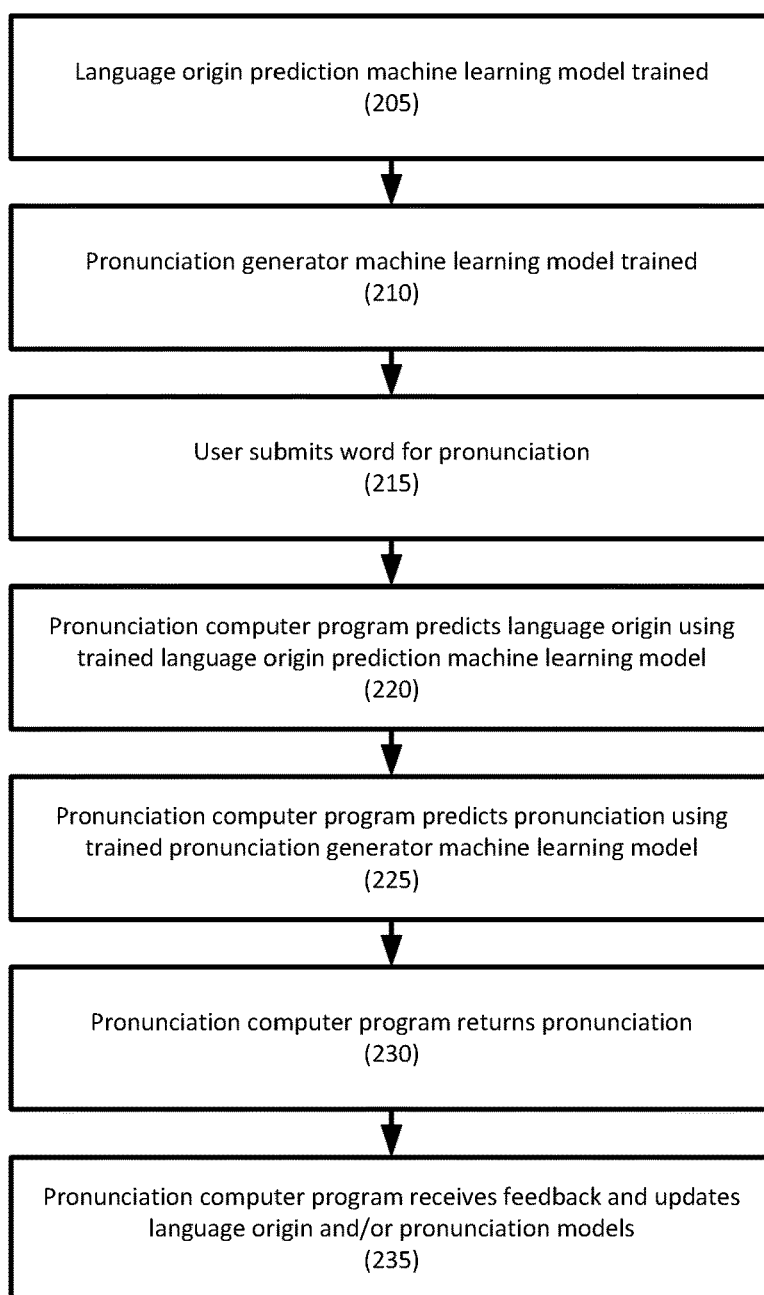 Language origin prediction machine learning model trained
(205)
Pronunciation generator machine learning model trained
(210)
User submits word for pronunciation
(215)
Pronunciation computer program predicts language origin using
trained language origin prediction machine learning model
(220)
Pronunciation computer program predicts pronunciation using
trained pronunciation generator machine learning model
(225)
Pronunciation computer program returns pronunciation
(230)
Pronunciation computer program receives feedback and updates
language origin and/or pronunciation models
(235)